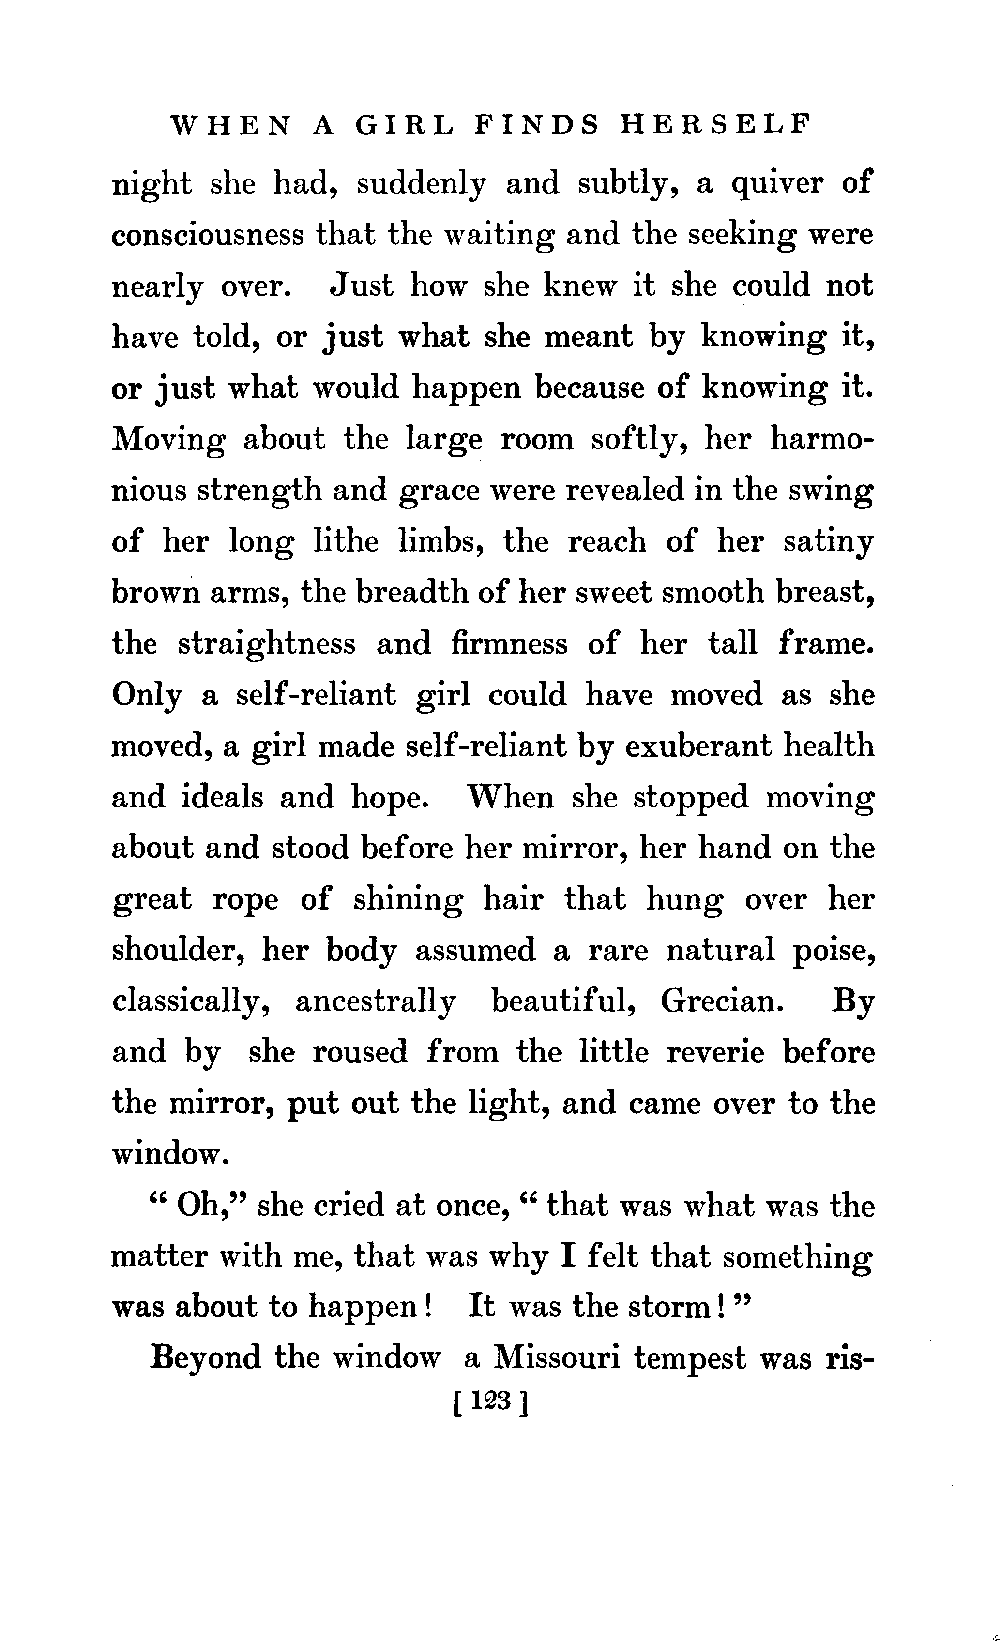 WHEN A GIRL FINDS HERSELF
night she had, suddenly and subtly, a quiver of
consciousness that the waiting and the seeking were
nearly over. Just how she knew it she could not
have told, or just what she meant by knowing it,
or just what would happen because of knowing it.
Moving about the large room softly, her harmo-
nious strength and grace were revealed in the swing
of her long lithe limbs, the reach of her satiny
brown arms, the breadth of her sweet smooth breast,
the straightness and firmness of her tall frame.
Only a self-reliant girl could have moved as she
moved, a girl made self-reliant by exuberant health
and ideals and hope. When she stopped moving
about and stood before her mirror, her hand on the
great rope of shining hair that hung over her
shoulder, her body assumed a rare natural poise,
classically, ancestrally beautiful, Grecian. By
and by she roused from the little reverie before
the mirror, put out the light, and came over to the
window.
“ Oh,” she cried at once, “ that was what was the
matter with me, that was why I felt that something
was about to happen ! It was the storm ! ”
Beyond the window a Missouri tempest was ris-
[ 123 ]